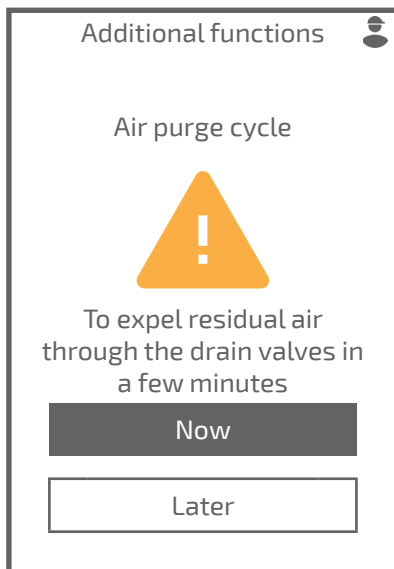 Additional functions
Air purge cycle
!
To expel residual air
through the drain valves in
a few minutes
Now
Later